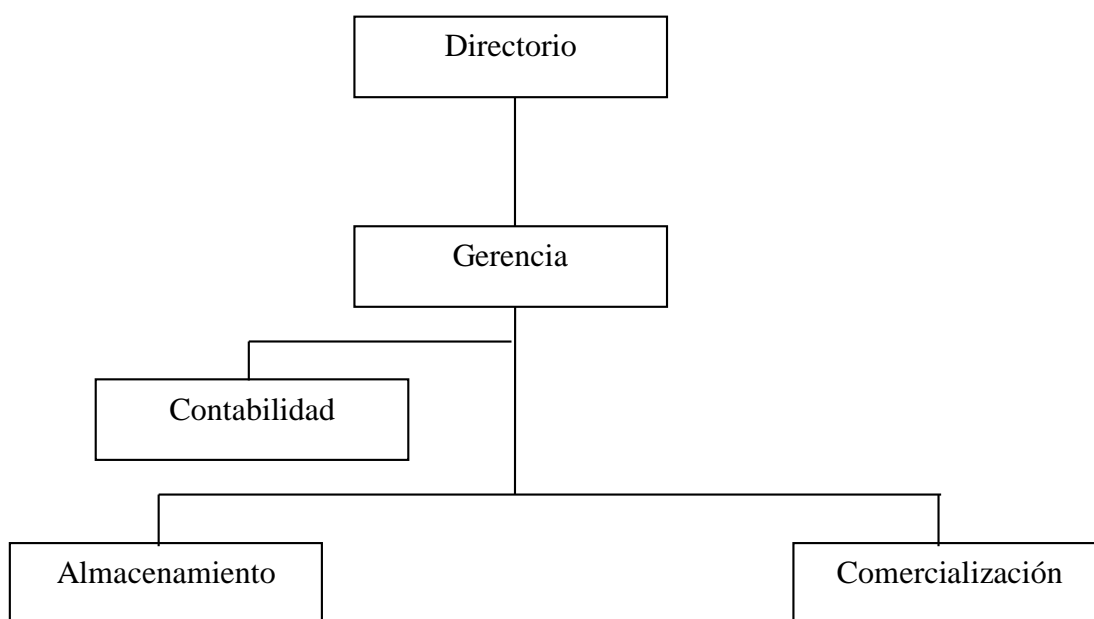 Directorio
Gerencia
Contabilidad
Almacenamiento
Comercialización